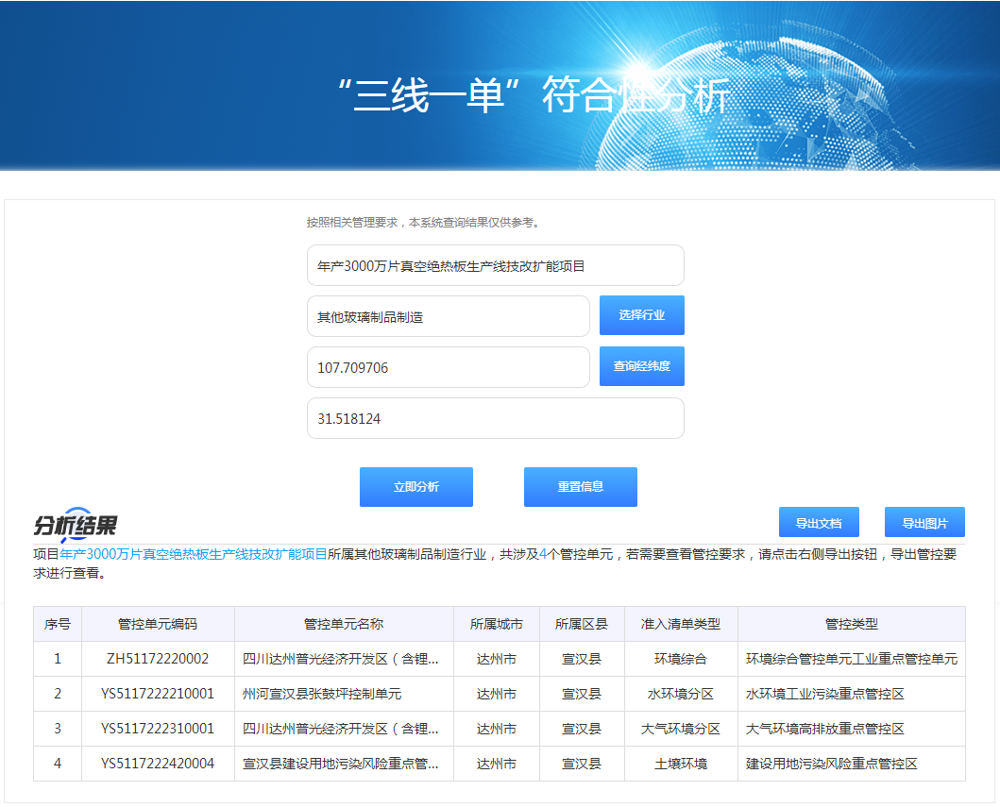 “三线一单”符合性分析
按照相关管理要求，本系统查询结果仅供参考。
年产3000万片真空绝热板生产线技改扩能项目
其他玻璃制品制造
选择行业
107.709706
查询经纬度
31.518124
立即分析
重置信息
分析结果
导出文档
导出图片
项目年产3000万片真空绝热板生产线技改扩能项目所属其他玻璃制品制造行业，共涉及4个管控单元，若需要查看管控要求，请点击右侧导出按钮，导出管控要
求进行查看。
序号 管控单元编码 管控单元名称 所属城市 所属区县 准入清单类型 管控类型
1 ZH51172220002 四川达州普光经济开发区（含锂... 达州市 宣汉县 环境综合 环境综合管控单元工业重点管控单元
2 YS5117222210001 州河宣汉县张鼓坪控制单元 达州市 宣汉县 水环境分区 水环境工业污染重点管控区
3 YS5117222310001 四川达州普光经济开发区（含锂... 达州市 宣汉县 大气环境分区 大气环境高排放重点管控区
4 YS5117222420004 宣汉县建设用地污染风险重点管... 达州市 宣汉县 土壤环境 建设用地污染风险重点管控区